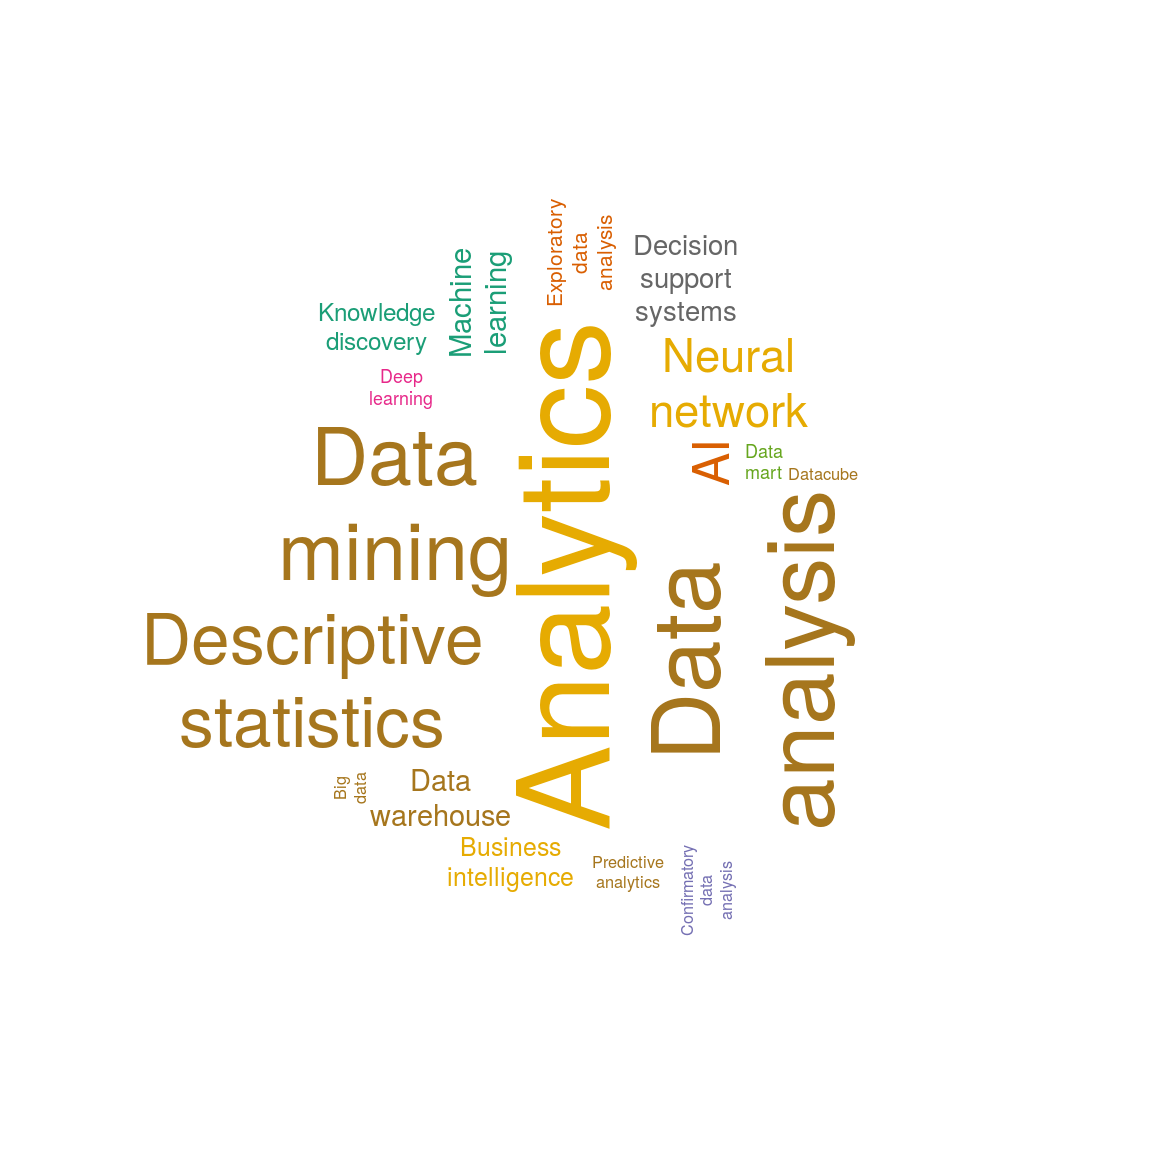 Exploratory
data
analysis
Decision
support
systems
Machine
learning
Knowledge
discovery
Deep
learning
Neural
network
Analytics
AI
Data
mart
Datacube
Data
mining
Data
analysis
Descriptive
statistics
Big
data
Data
warehouse
Business
intelligence
Predictive
analytics
Confirmatory
data
analysis